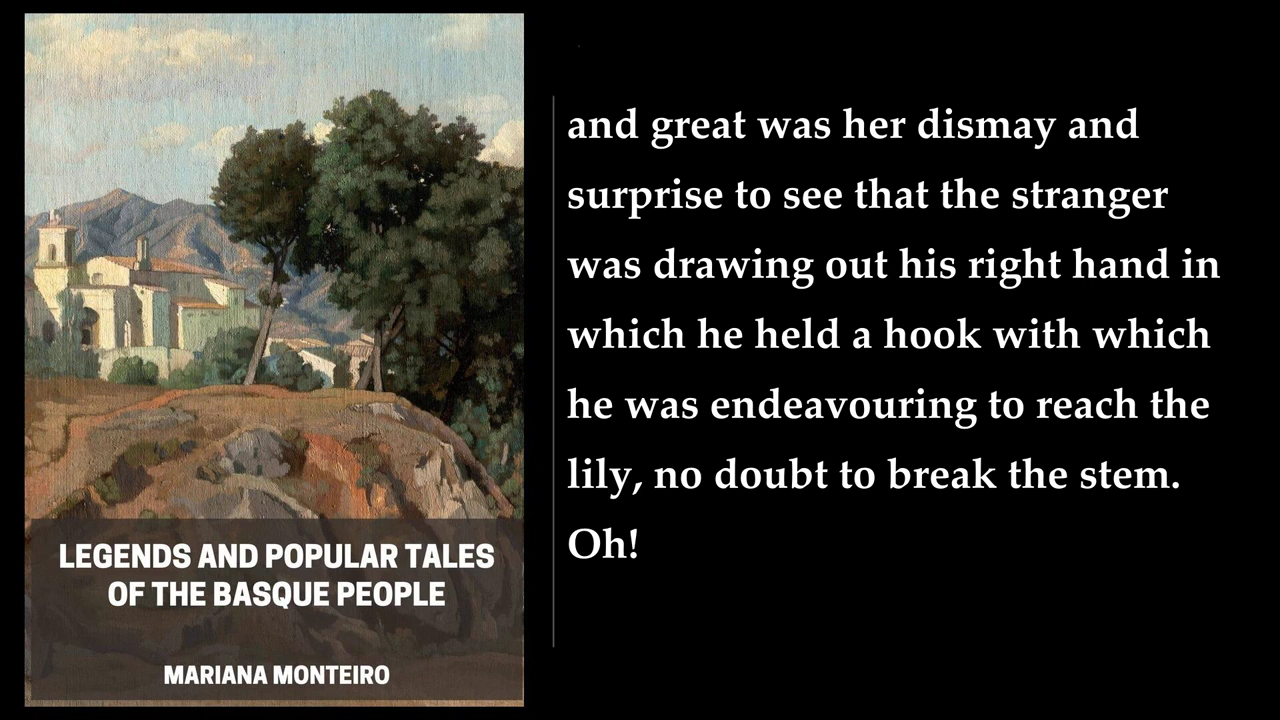 LEGENDS AND POPULAR TALES
OF THE BASQUE PEOPLE
MARIANA MONTEIRO
and great was her dismay and
surprise to see that the stranger
was drawing out his right hand in
which he held a hook with which
he was endeavouring to reach the
lily, no doubt to break the stem.
Oh!